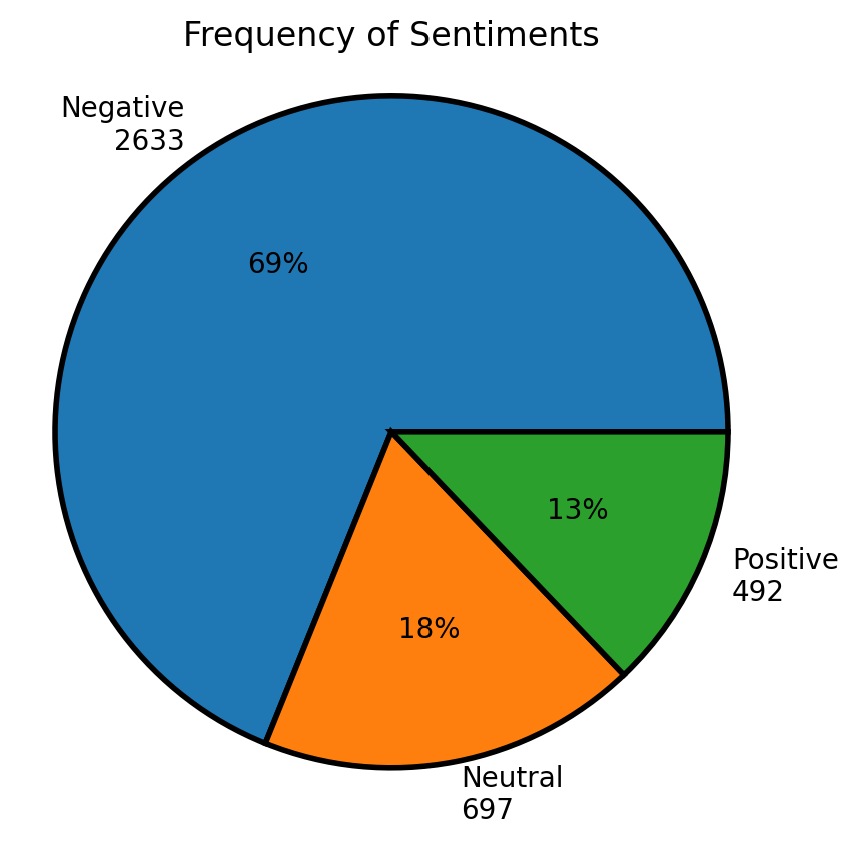 Frequency of Sentiments
Negative
2633
69%
13%
Positive
492
18%
Neutral
697